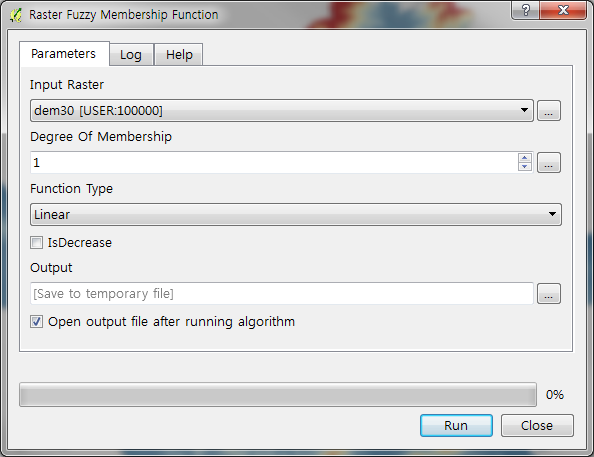 Raster Fuzzy Membership Function
?
Parameters
Log
Help
Input Raster
dem30 [USER:100000]
...
Degree Of Membership
1
...
Function Type
Linear
IsDecrease
Output
[Save to temporary file]
...
Open output file after running algorithm
0%
Run
Close